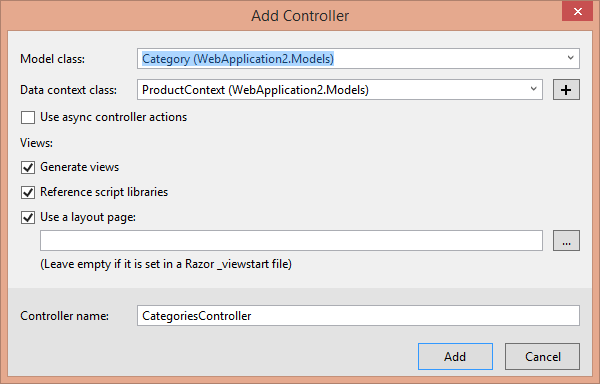 Add Controller
Model class: Category (WebApplication2.Models)
Data context class: ProductContext (WebApplication2.Models)
Use async controller actions
Views:
Generate views
Reference script libraries
Use a layout page:
...
(Leave empty if it is set in a Razor _viewstart file)
Controller name: CategoriesController
Add Cancel